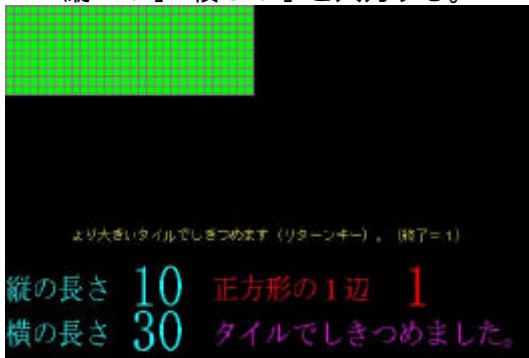 より大きいタイルでしきつめます（リターンキー）。（終了=1）
縦の長さ 10 正方形の1辺 1
横の長さ 30 タイルでしきつめました。